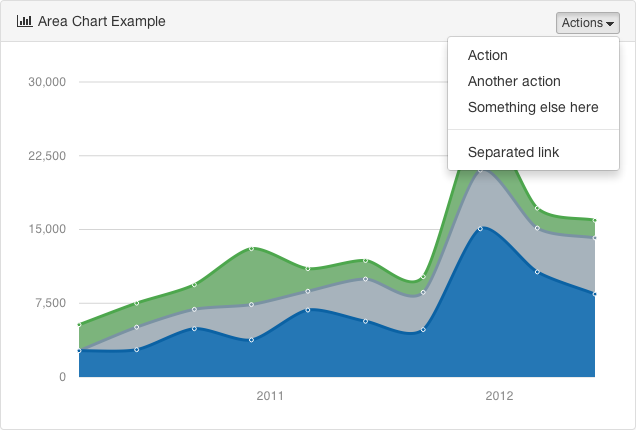 Area Chart Example
Actions
Action
Another action
Something else here
Separated link
30,000
22,500
15,000
7,500
0
2011
2012